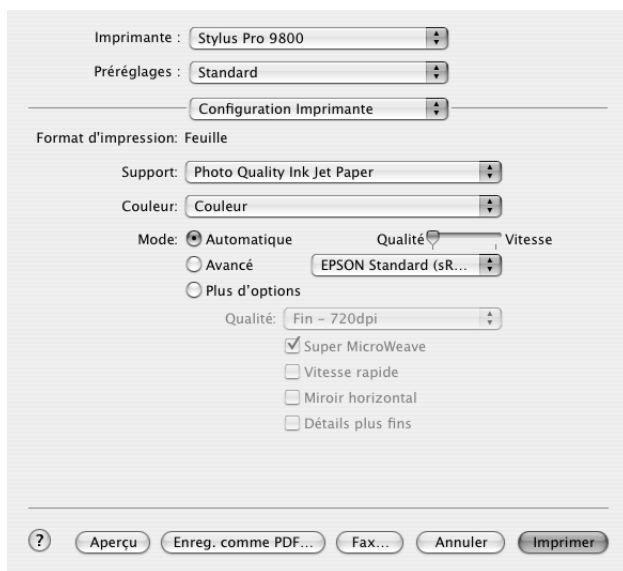 Imprimante : Stylus Pro 9800
Préréglages : Standard
Configuration Imprimante
Format d'impression: Feuille
Support: Photo Quality Ink Jet Paper
Couleur: Couleur
Mode: Automatique Qualité Vitesse
Avancé EPSON Standard (sR...
Plus d'options
Qualité: Fin – 720dpi
Super MicroWeave
Vitesse rapide
Miroir horizontal
Détails plus fins
? Aperçu Enreg. comme PDF... Fax... Annuler Imprimer